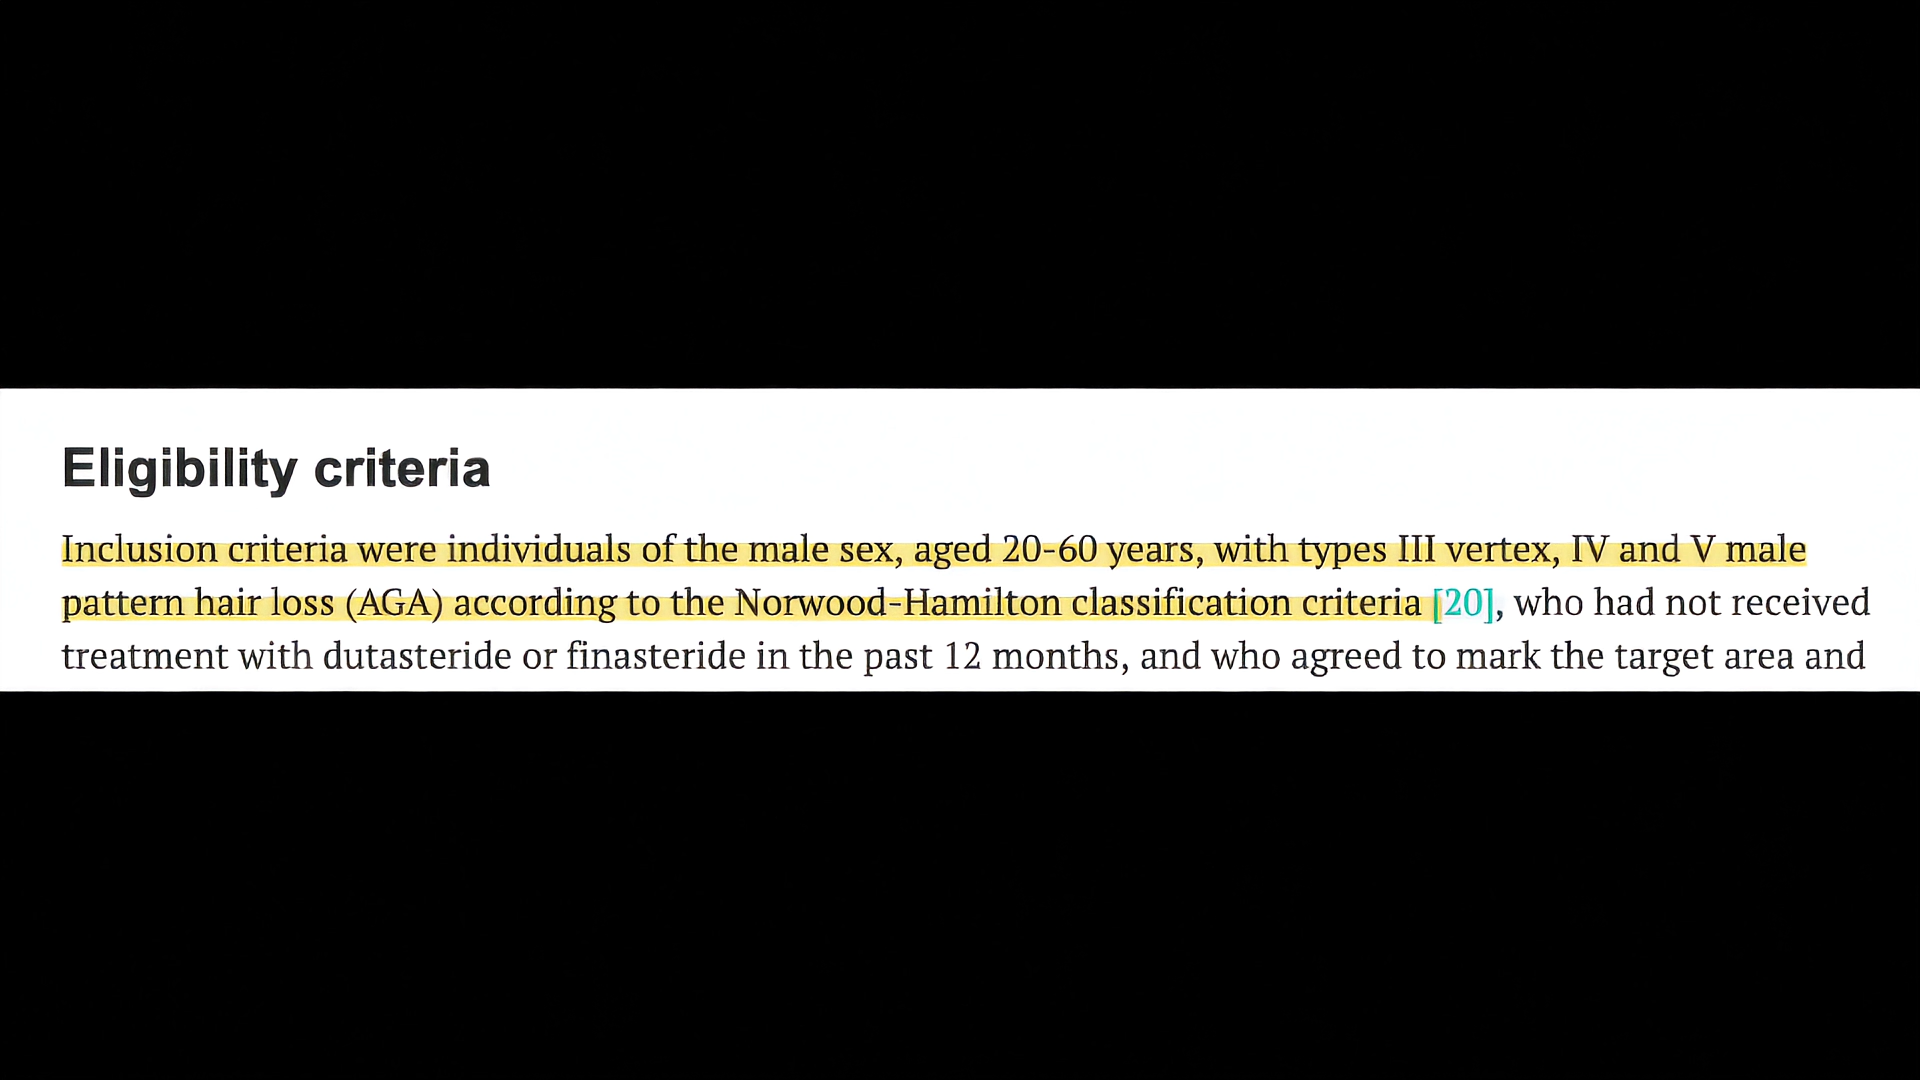 Eligibility criteria
Inclusion criteria were individuals of the male sex, aged 20-60 years, with types III vertex, IV and V male
pattern hair loss (AGA) according to the Norwood-Hamilton classification criteria [20], who had not received
treatment with dutasteride or finasteride in the past 12 months, and who agreed to mark the target area and